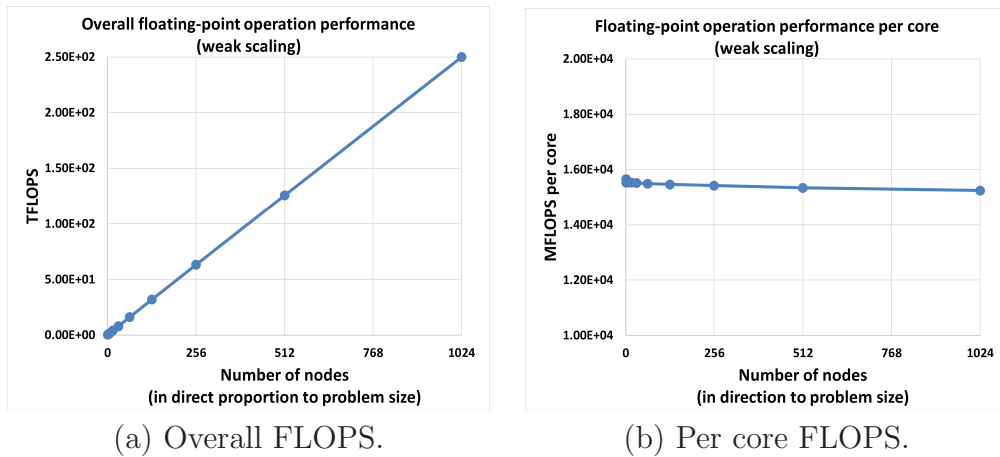 Overall floating-point operation performance
(weak scaling)
2.50E+02
2.00E+02
1.50E+02
1.00E+02
5.00E+01
0.00E+00
TFLOPS
0 256 512 768 1024
Number of nodes
(in direct proportion to problem size)
(a) Overall FLOPS.
Floating-point operation performance per core
(weak scaling)
2.00E+04
1.80E+04
1.60E+04
1.40E+04
1.20E+04
1.00E+04
MFLOPS per core
0 256 512 768 1024
Number of nodes
(in direction to problem size)
(b) Per core FLOPS.